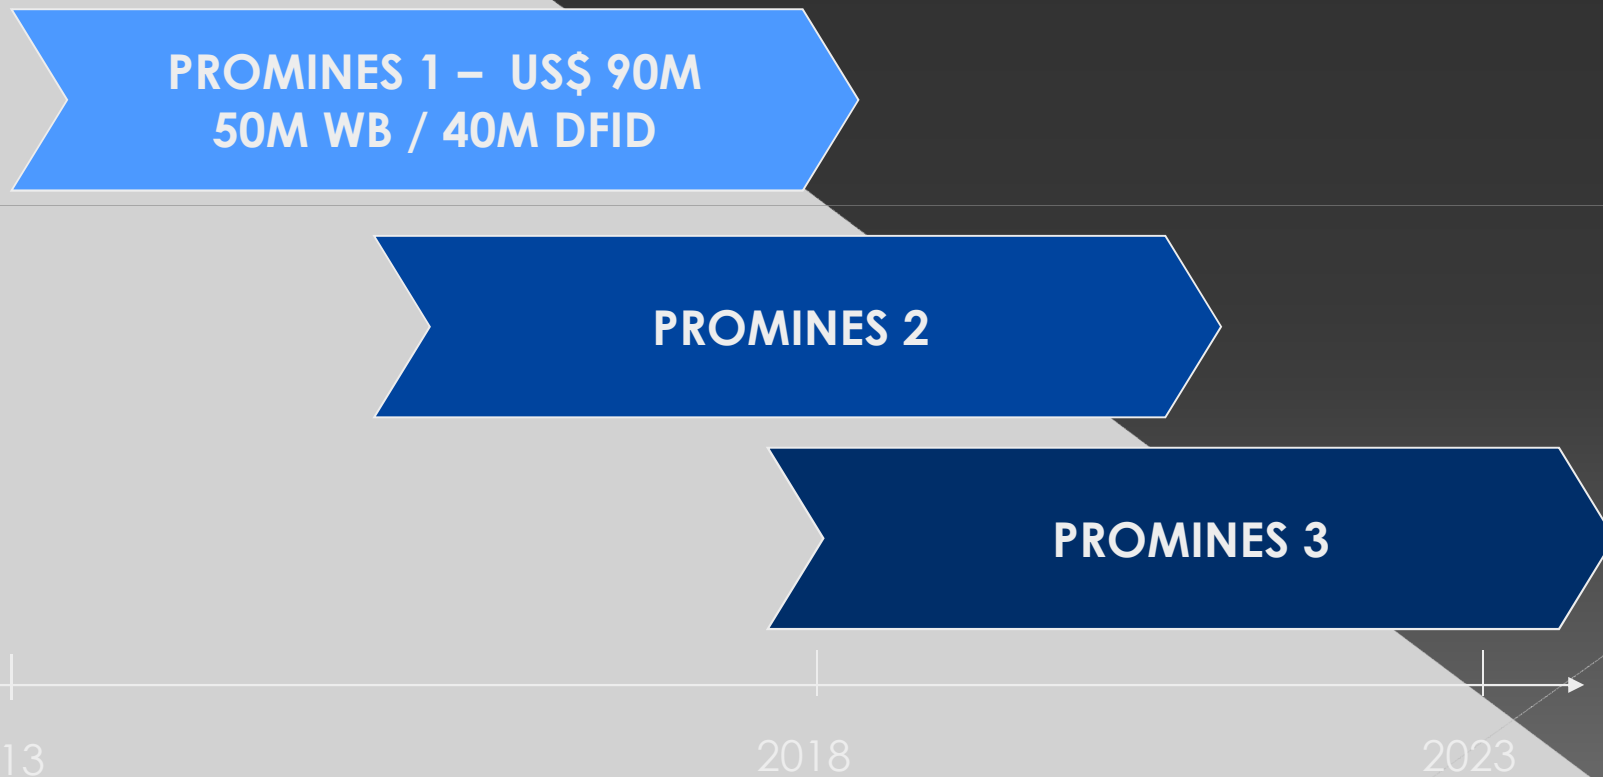 PROMINES 1 – US$ 90M
50M WB / 40M DFID
PROMINES 2
PROMINES 3
13
2018
2023